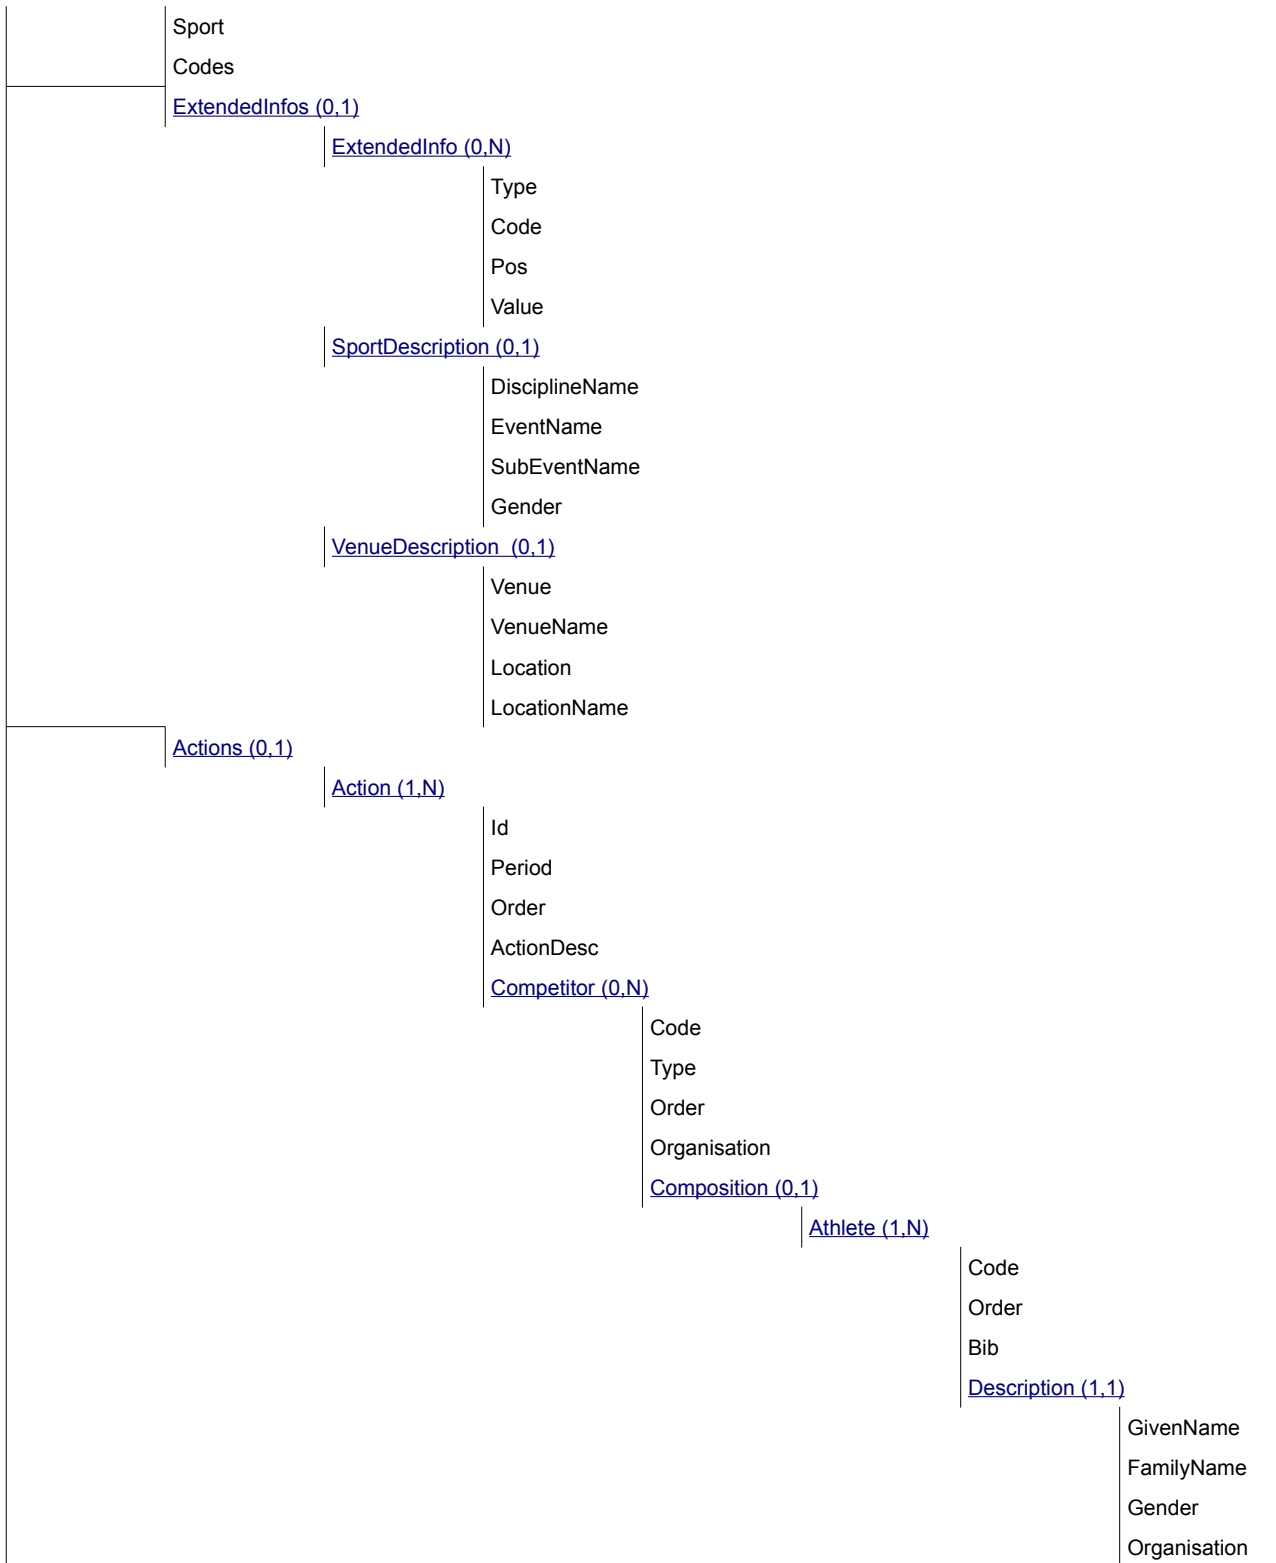 Sport
Codes
ExtendedInfos (0,1)
ExtendedInfo (0,N)
Type
Code
Pos
Value
SportDescription (0,1)
DisciplineName
EventName
SubEventName
Gender
VenueDescription  (0,1)
Venue
VenueName
Location
LocationName
Actions (0,1)
Action (1,N)
Id
Period
Order
ActionDesc
Competitor (0,N)
Code
Type
Order
Organisation
Composition (0,1)
Athlete (1,N)
Code
Order
Bib
Description (1,1)
GivenName
FamilyName
Gender
Organisation